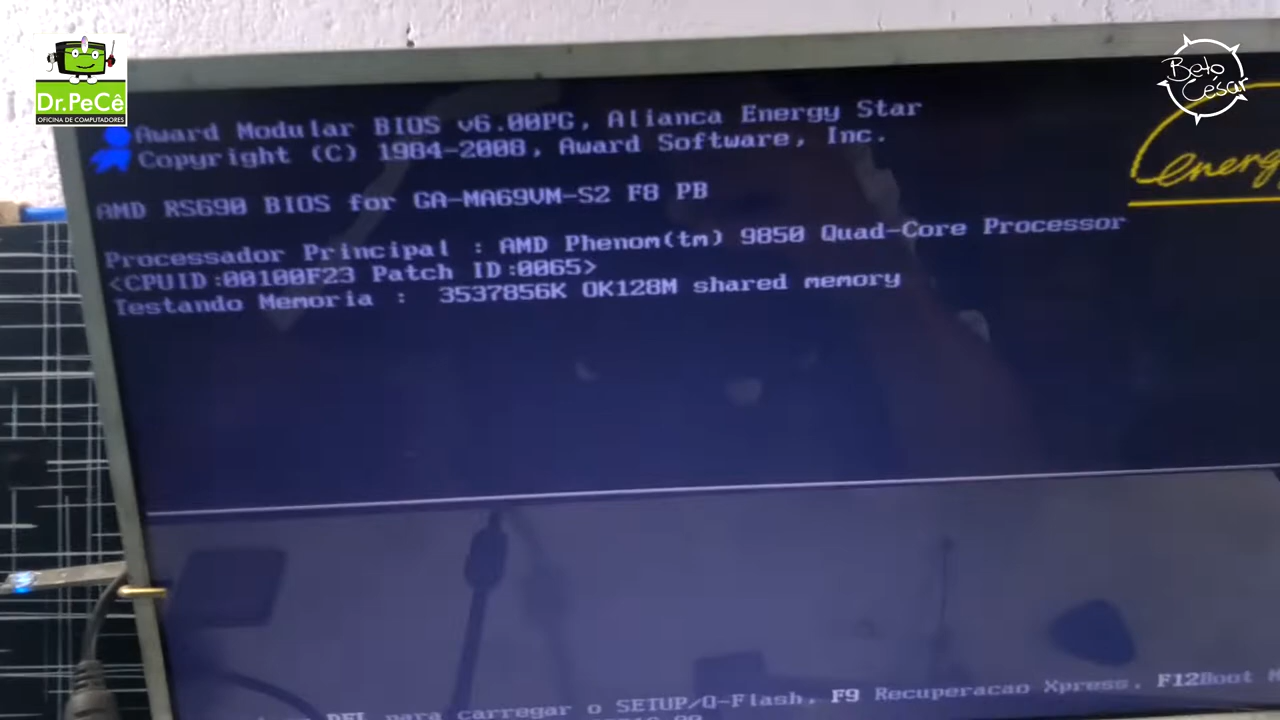 Dr.PeCê
OFICINA DE COMPUTADORES
Beto
César
Award Modular BIOS v6.00PG, Alianca Energy Star
Copyright (C) 1984-2008, Award Software, Inc.
energ
AMD RS690 BIOS for GA-MA69VM-S2 F8 PB
Processador Principal : AMD Phenom(tm) 9850 Quad-Core Processor
<CPUID:00100F23 Patch ID:0065>
Testando Memoria : 3537856K OK128M shared memory
DEL para carregar o SETUP/Q-Flash, F9 Recuperacao Xpress, F12Boot M